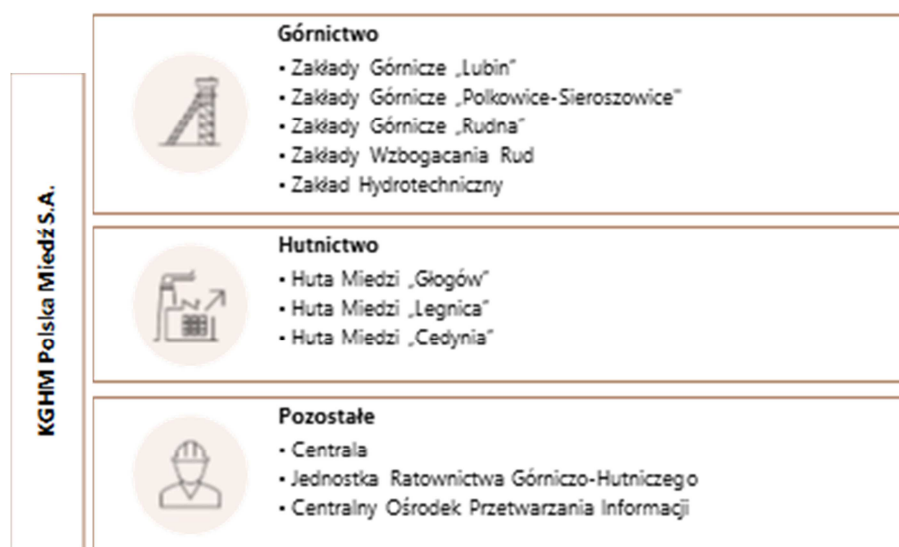 KGHM Polska Miedź S.A.
Górnictwo
• Zakłady Górnicze „Lubin”
• Zakłady Górnicze „Polkowice-Sieroszowice”
• Zakłady Górnicze „Rudna”
• Zakłady Wzbogacania Rud
• Zakład Hydrotechniczny
Hutnictwo
• Huta Miedzi „Głogów”
• Huta Miedzi „Legnica”
• Huta Miedzi „Cedynia”
Pozostałe
• Centrala
• Jednostka Ratownictwa Górniczo-Hutniczego
• Centralny Ośrodek Przetwarzania Informacji